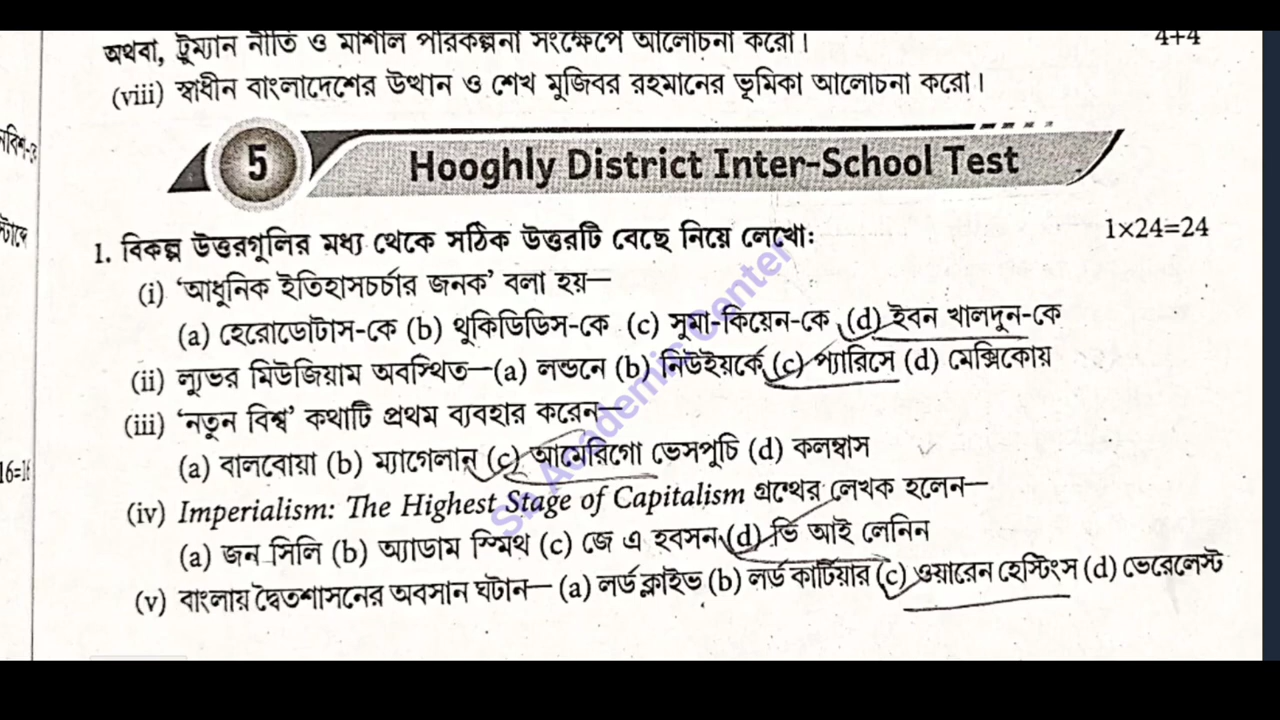 অথবা, ট্রুম্যান নীতি ও মার্শাল পরিকল্পনা সংক্ষেপে আলোচনা করো। 4+4
(viii) স্বাধীন বাংলাদেশের উত্থান ও শেখ মুজিবর রহমানের ভূমিকা আলোচনা করো।
5 Hooghly District Inter-School Test
1. বিকল্প উত্তরগুলির মধ্য থেকে সঠিক উত্তরটি বেছে নিয়ে লেখো: 1×24=24
(i) ‘আধুনিক ইতিহাসচর্চার জনক’ বলা হয়—
(a) হেরোডোটাস-কে (b) থুকিডিডিস-কে (c) সুমা-কিয়েন-কে (d) ইবন খালদুন-কে
(ii) ল্যুভর মিউজিয়াম অবস্থিত—(a) লন্ডনে (b) নিউইয়র্কে (c) প্যারিসে (d) মেক্সিকোয়
(iii) ‘নতুন বিশ্ব’ কথাটি প্রথম ব্যবহার করেন—
(a) বালবোয়া (b) ম্যাগেলান (c) আমেরিগো ভেসপুচি (d) কলম্বাস
16=16
(iv) Imperialism: The Highest Stage of Capitalism গ্রন্থের লেখক হলেন—
(a) জন সিলি (b) অ্যাডাম স্মিথ (c) জে এ হবসন (d) ভি আই লেনিন
(v) বাংলায় দ্বৈতশাসনের অবসান ঘটান— (a) লর্ড ক্লাইভ (b) লর্ড কার্টিয়ার (c) ওয়ারেন হেস্টিংস (d) ভেরেলেস্ট
Academic Center